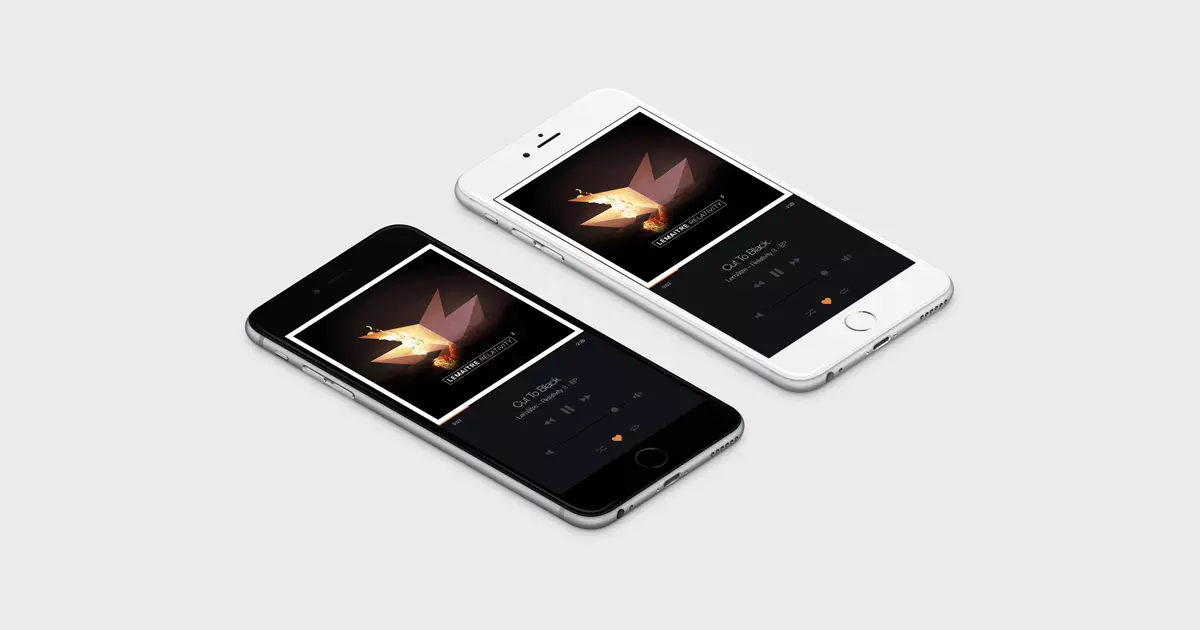 LEMAITRE RELATIVITY 3
Cut To Black
Lemaitre – Relativity 3 - EP
LEMAITRE RELATIVITY 3
Cut To Black
Lemaitre – Relativity 3 - EP